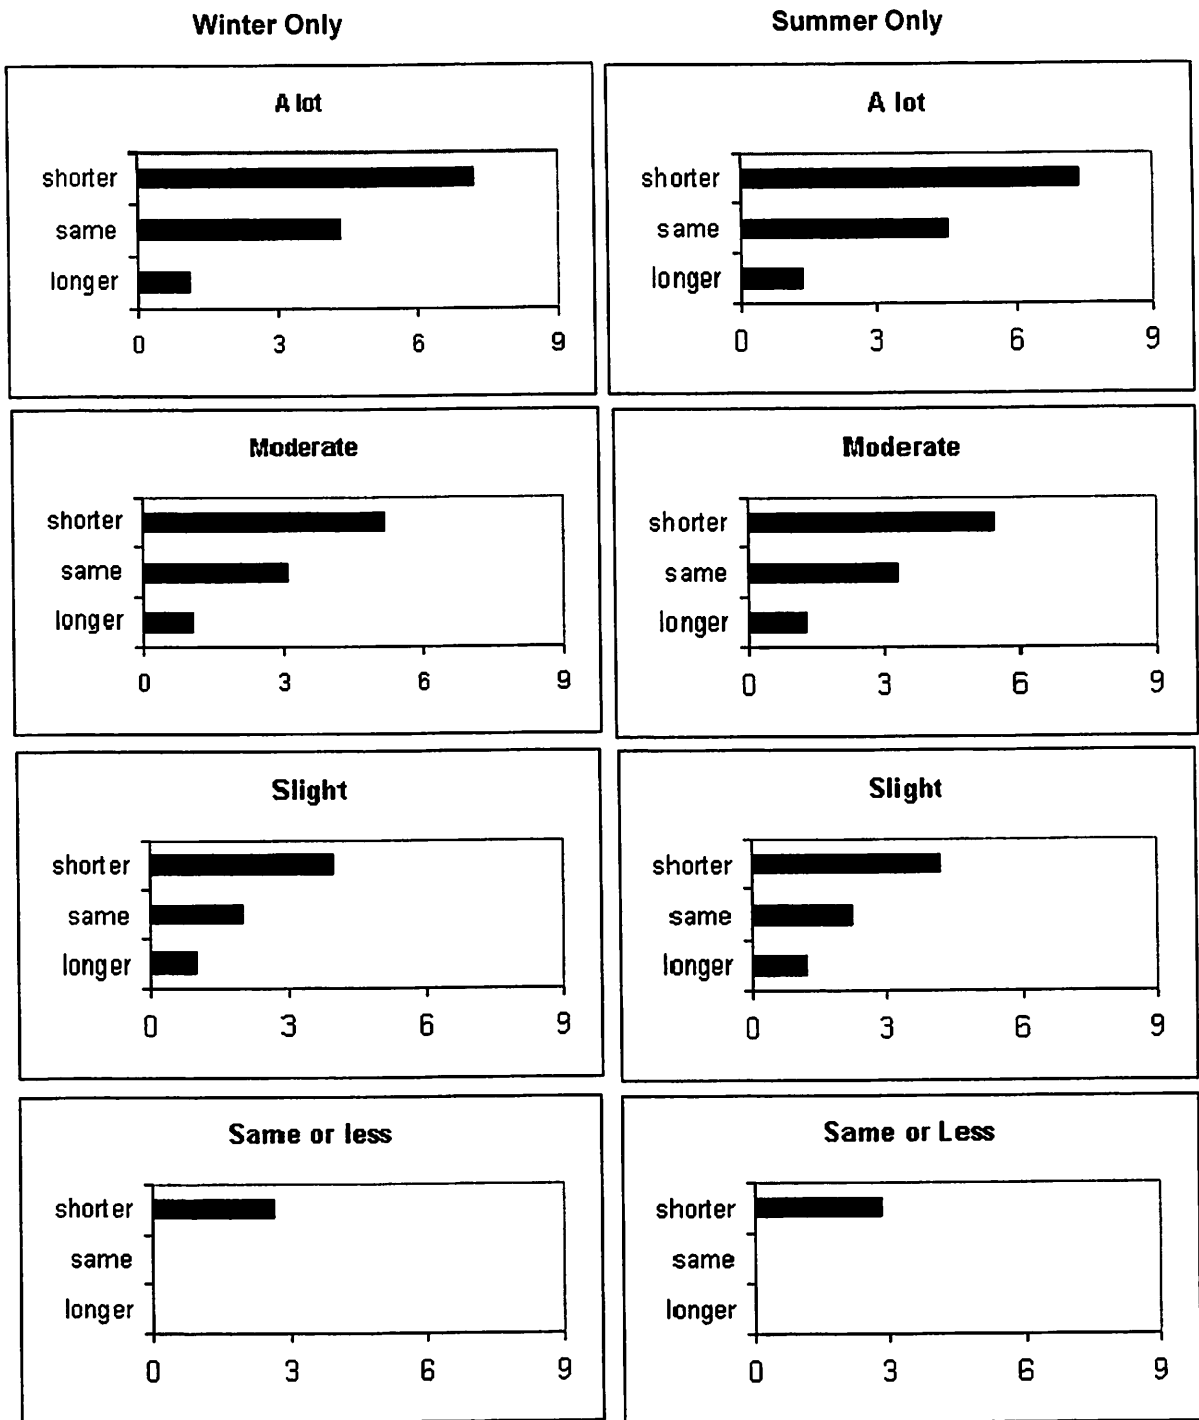 Winter Only
A lot
shorter
same
longer
0 3 6 9
Moderate
shorter
same
longer
0 3 6 9
Slight
shorter
same
longer
0 3 6 9
Same or less
shorter
same
longer
0 3 6 9
Summer Only
A lot
shorter
same
longer
0 3 6 9
Moderate
shorter
same
longer
0 3 6 9
Slight
shorter
same
longer
0 3 6 9
Same or Less
shorter
same
longer
0 3 6 9